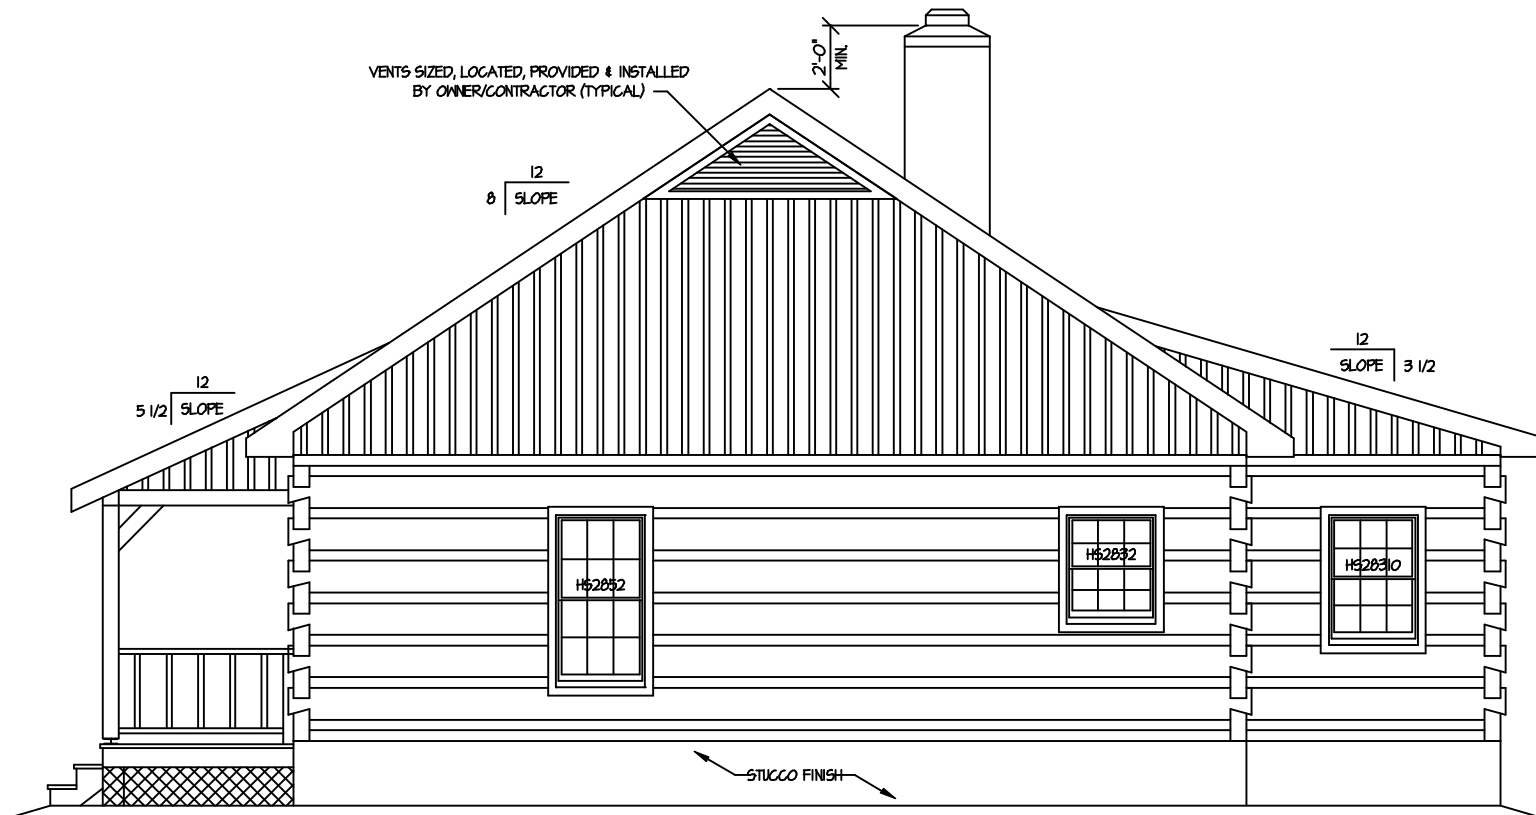 2'-0"
MIN.
VENTS SIZED, LOCATED, PROVIDED & INSTALLED
BY OWNER/CONTRACTOR (TYPICAL)
12
8 SLOPE
12
SLOPE 3 1/2
12
5 1/2 SLOPE
HS2832
HS28310
HS2852
STUCCO FINISH